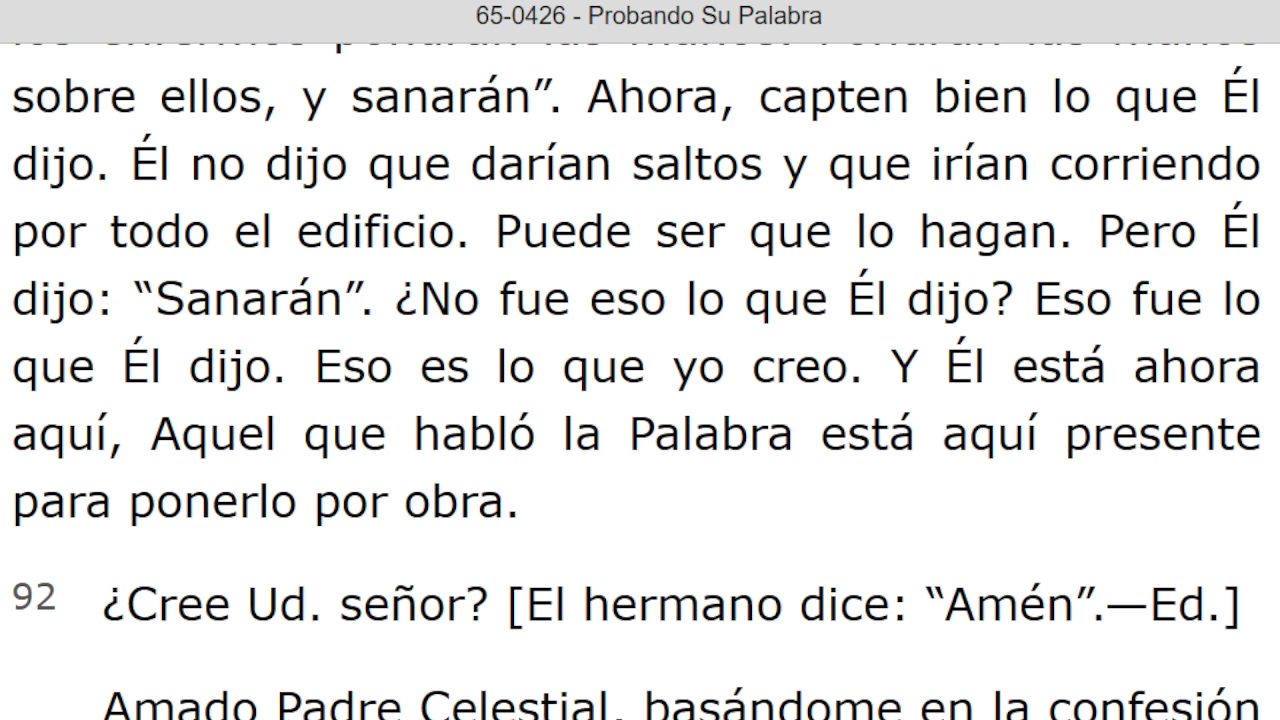 65-0426 - Probando Su Palabra
sobre ellos, y sanarán”. Ahora, capten bien lo que Él
dijo. Él no dijo que darían saltos y que irían corriendo
por todo el edificio. Puede ser que lo hagan. Pero Él
dijo: “Sanarán”. ¿No fue eso lo que Él dijo? Eso fue lo
que Él dijo. Eso es lo que yo creo. Y Él está ahora
aquí, Aquel que habló la Palabra está aquí presente
para ponerlo por obra.
92 ¿Cree Ud. señor? [El hermano dice: “Amén”.—Ed.]
Amado Padre Celestial, basándome en la confesión